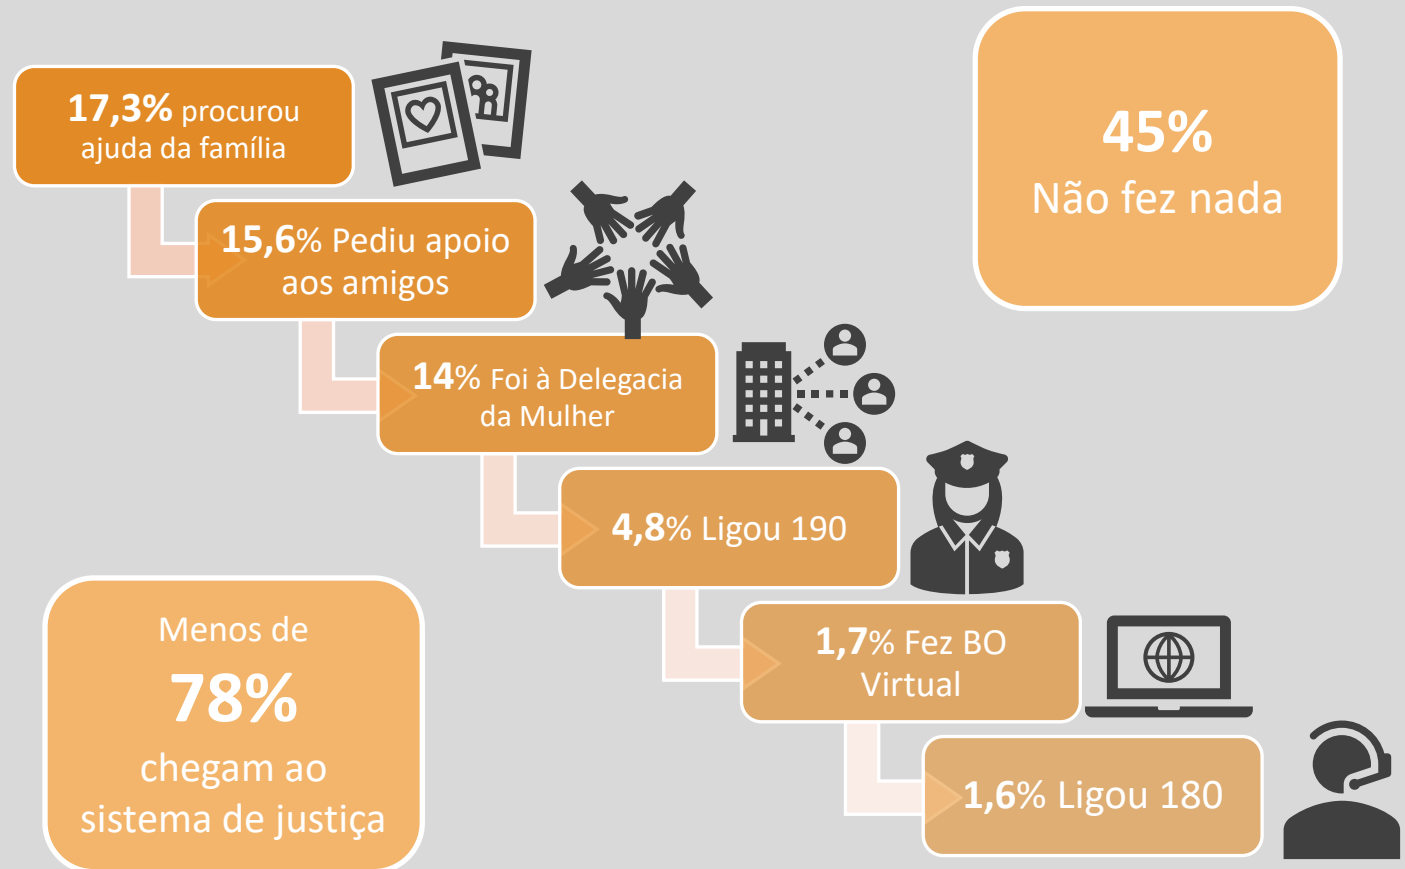 17,3% procurou
ajuda da família
15,6% Pediu apoio
aos amigos
14% Foi à Delegacia
da Mulher
4,8% Ligou 190
1,7% Fez BO
Virtual
1,6% Ligou 180
45%
Não fez nada
Menos de
78%
chegam ao
sistema de justiça